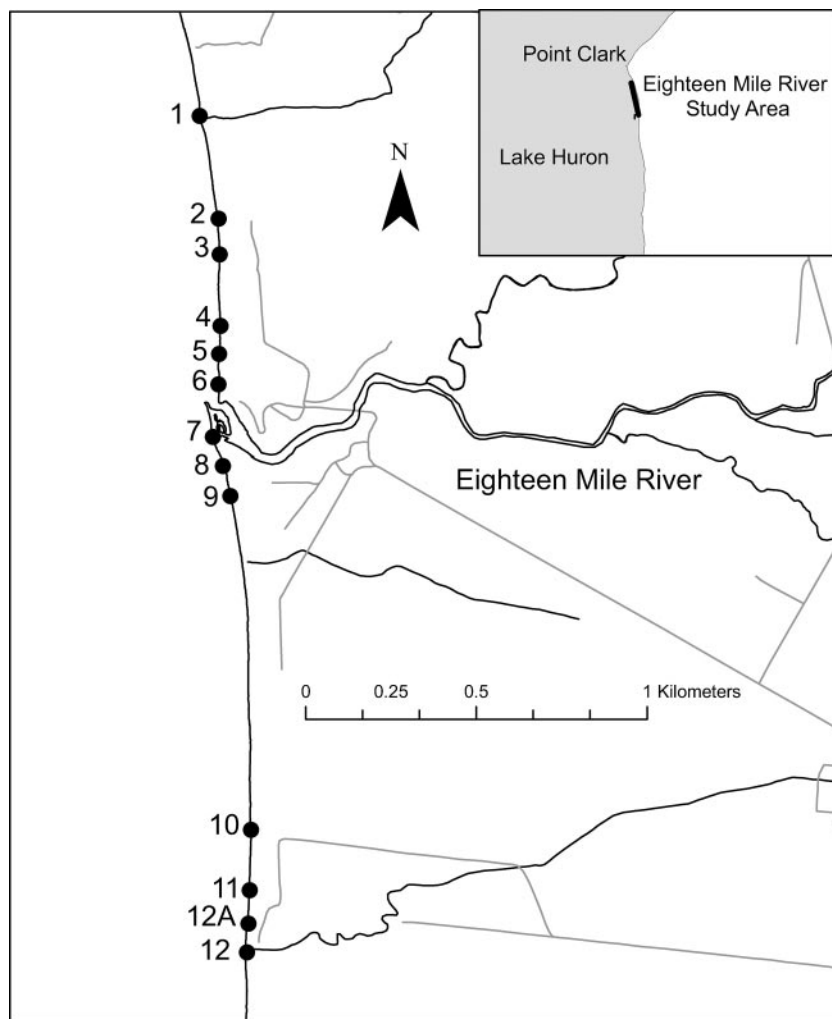 Point Clark
Eighteen Mile River
Study Area
Lake Huron
N
1
2
3
4
5
6
7
8
9
Eighteen Mile River
0 0.25 0.5 1 Kilometers
10
11
12A
12